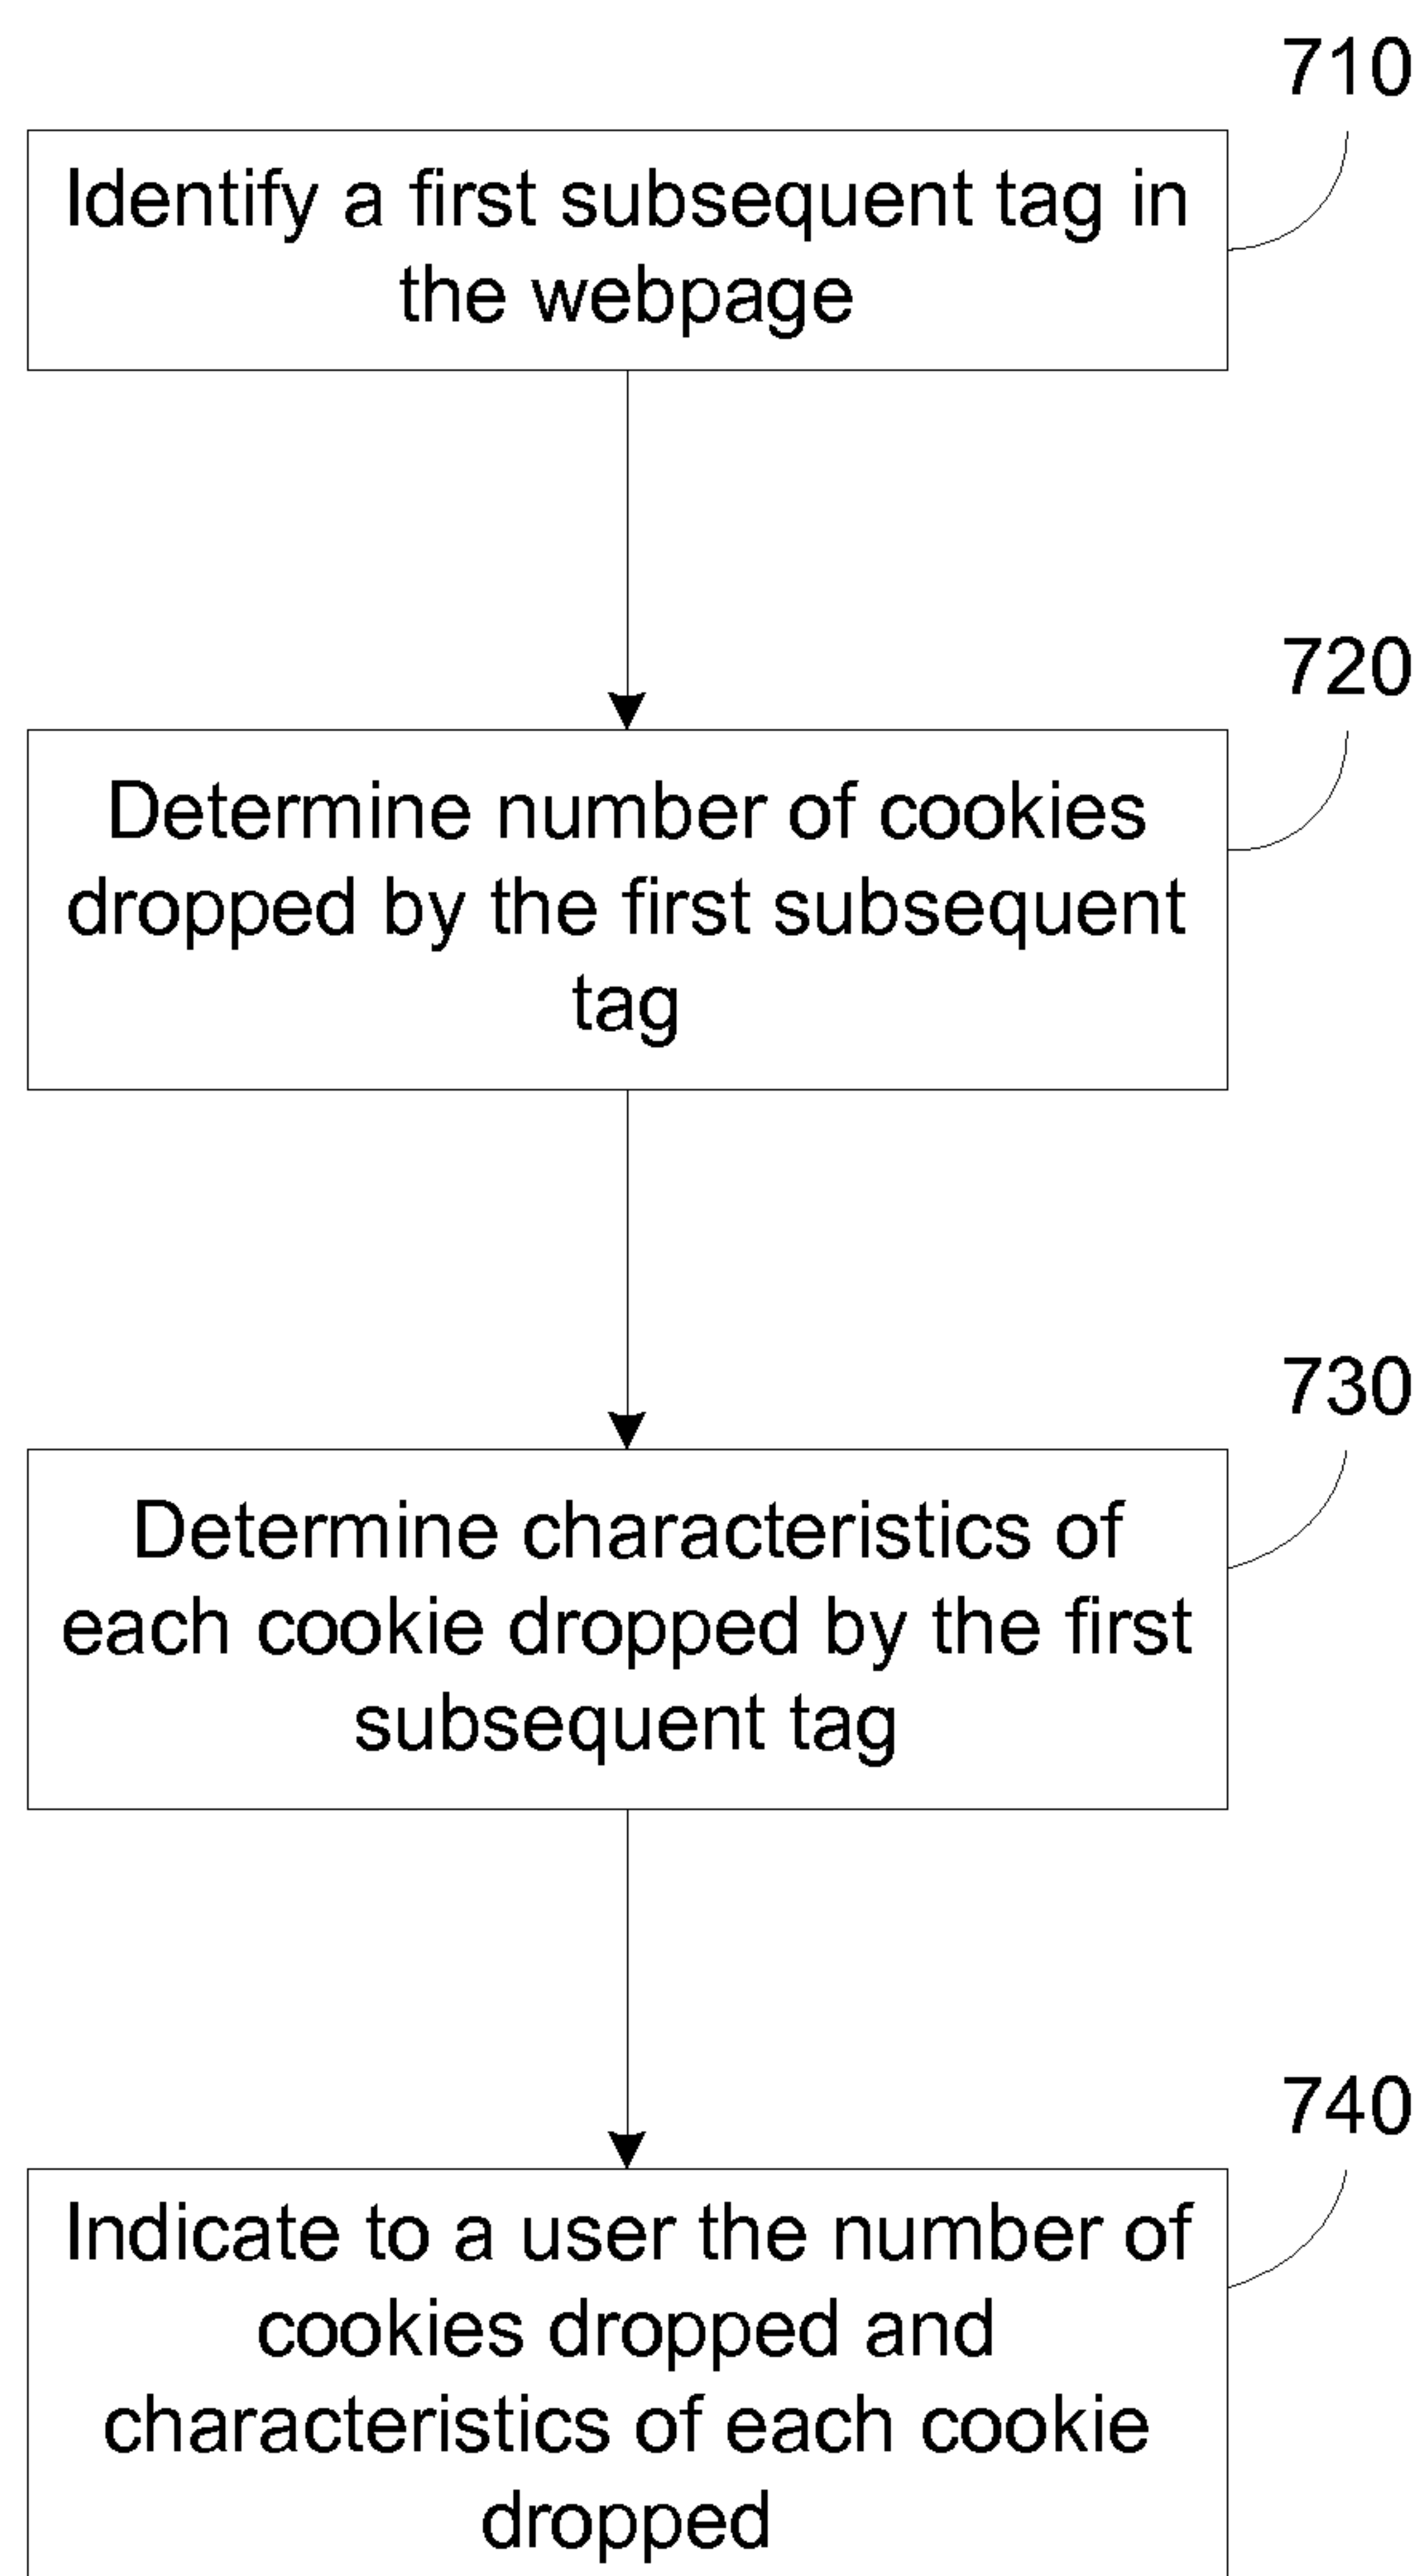 710
Identify a first subsequent tag in
the webpage
720
Determine number of cookies
dropped by the first subsequent
tag
730
Determine characteristics of
each cookie dropped by the first
subsequent tag
740
Indicate to a user the number of
cookies dropped and
characteristics of each cookie
dropped